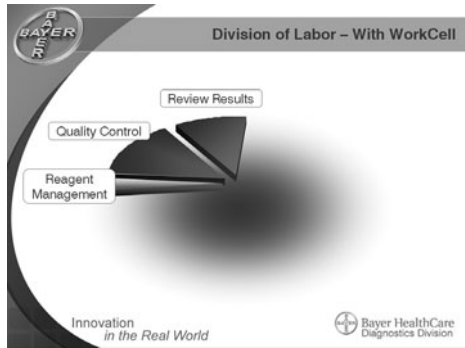 BAYER
BAYER
Division of Labor – With WorkCell
Review Results
Quality Control
Reagent
Management
Innovation
in the Real World
Bayer HealthCare
Diagnostics Division